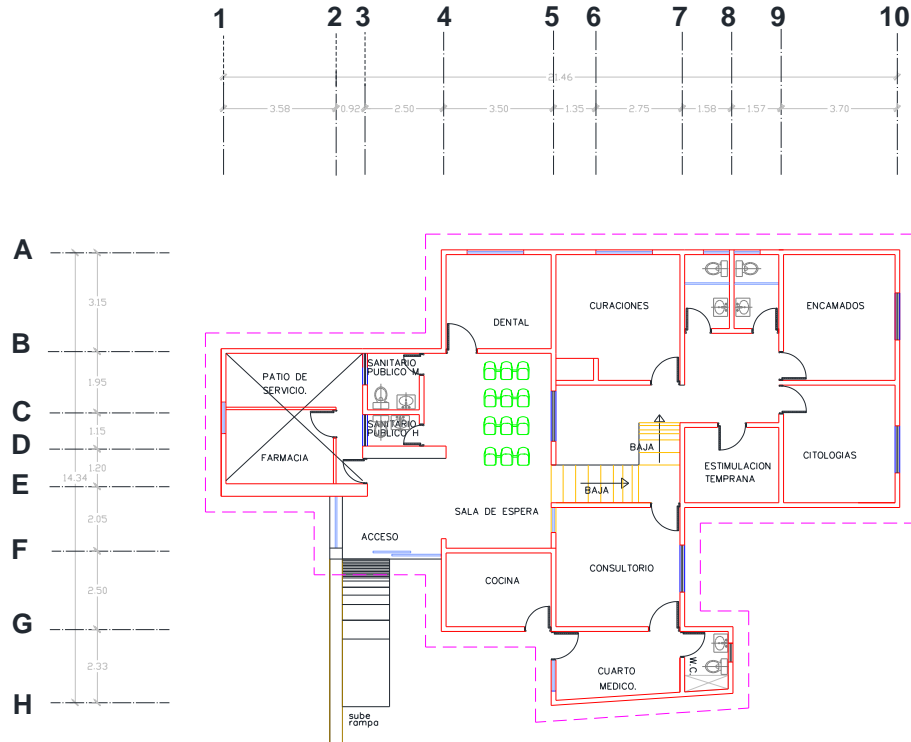 1 2 3 4 5 6 7 8 9 10
21.46
3.58 0.92 2.50 3.50 1.35 2.75 1.58 1.57 3.70
A
3.15
B
1.95
C
1.15
D
1.20
14.34
E
2.05
F
2.50
G
2.33
H
DENTAL
CURACIONES
ENCAMADOS
PATIO DE
SERVICIO.
SANITARIO
PUBLICO M
SANITARIO
PUBLICO H
FARMACIA
BAJA
BAJA
ESTIMULACION
TEMPRANA
CITOLOGIAS
SALA DE ESPERA
ACCESO
COCINA
CONSULTORIO
CUARTO
MEDICO.
W.C.
sube
rampa